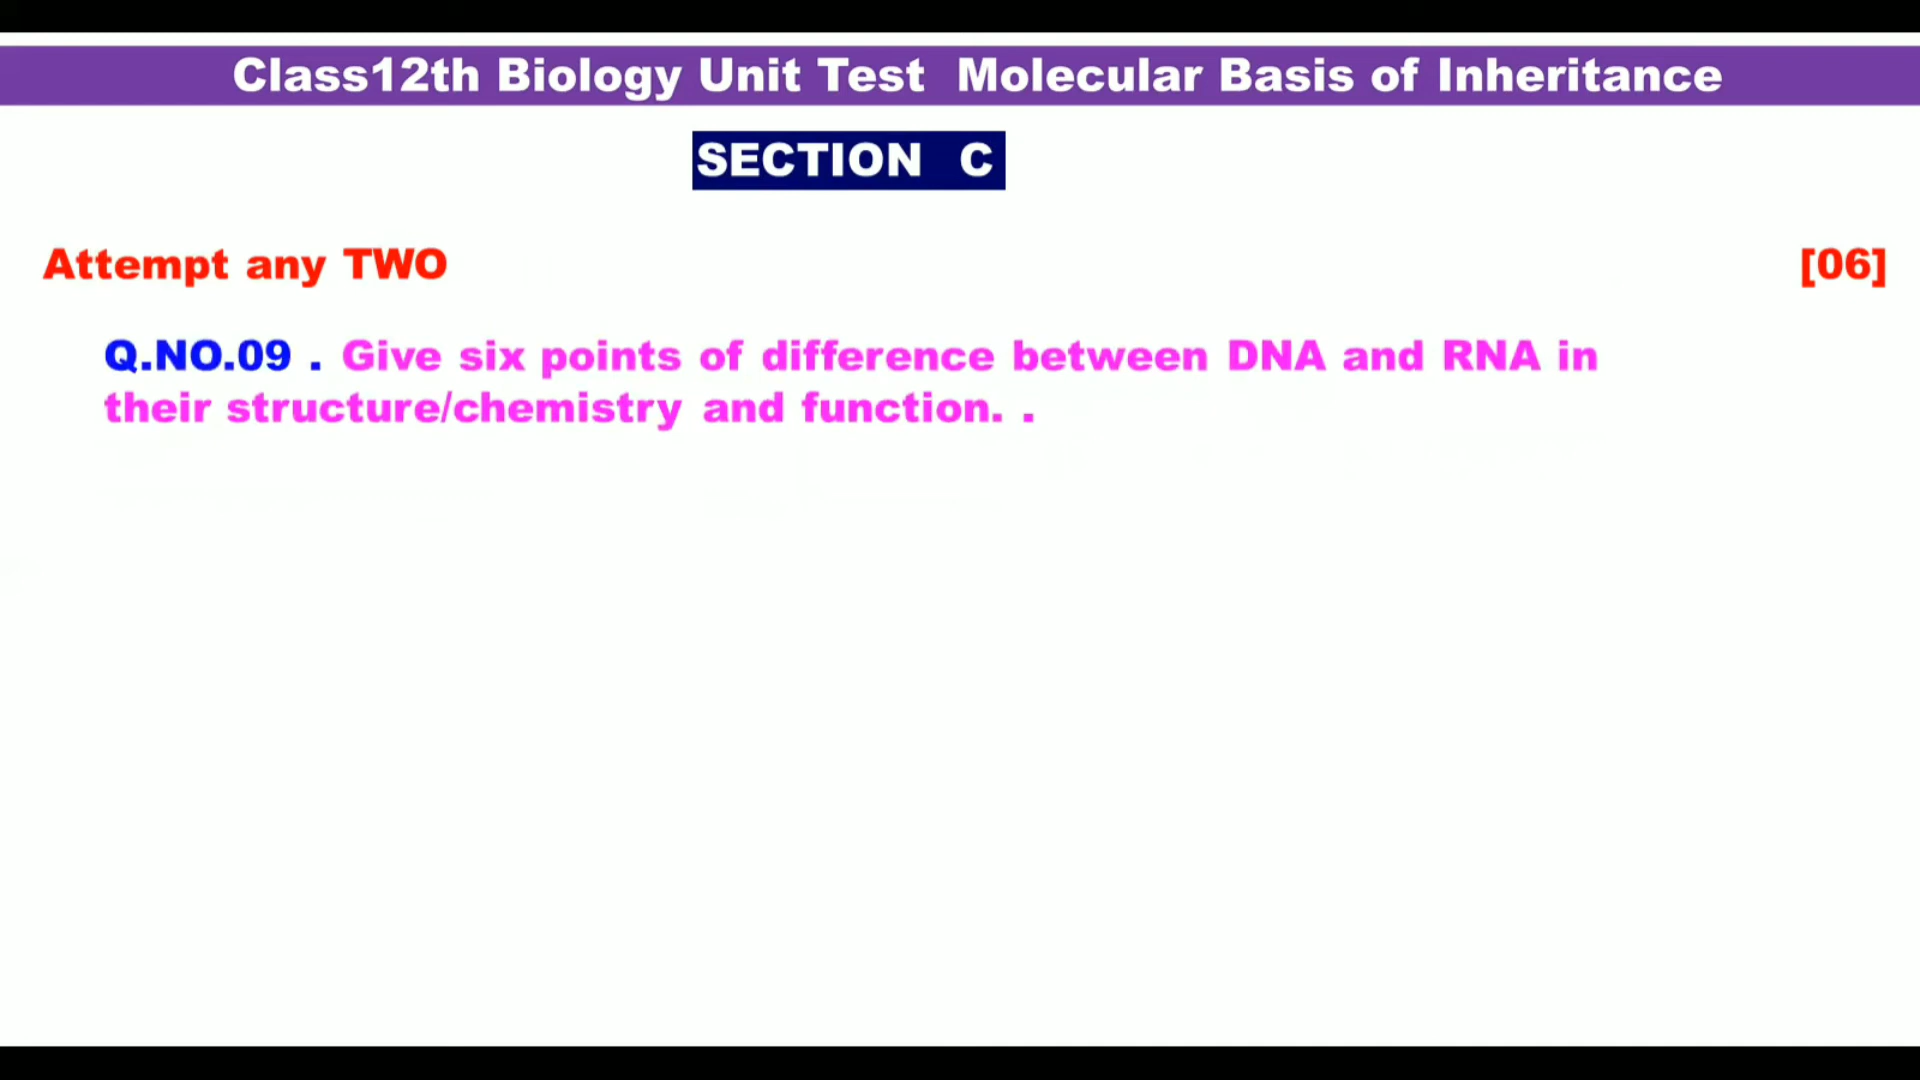 Class12th Biology Unit Test  Molecular Basis of Inheritance
SECTION  C
Attempt any TWO [06]
Q.NO.09 . Give six points of difference between DNA and RNA in
their structure/chemistry and function. .